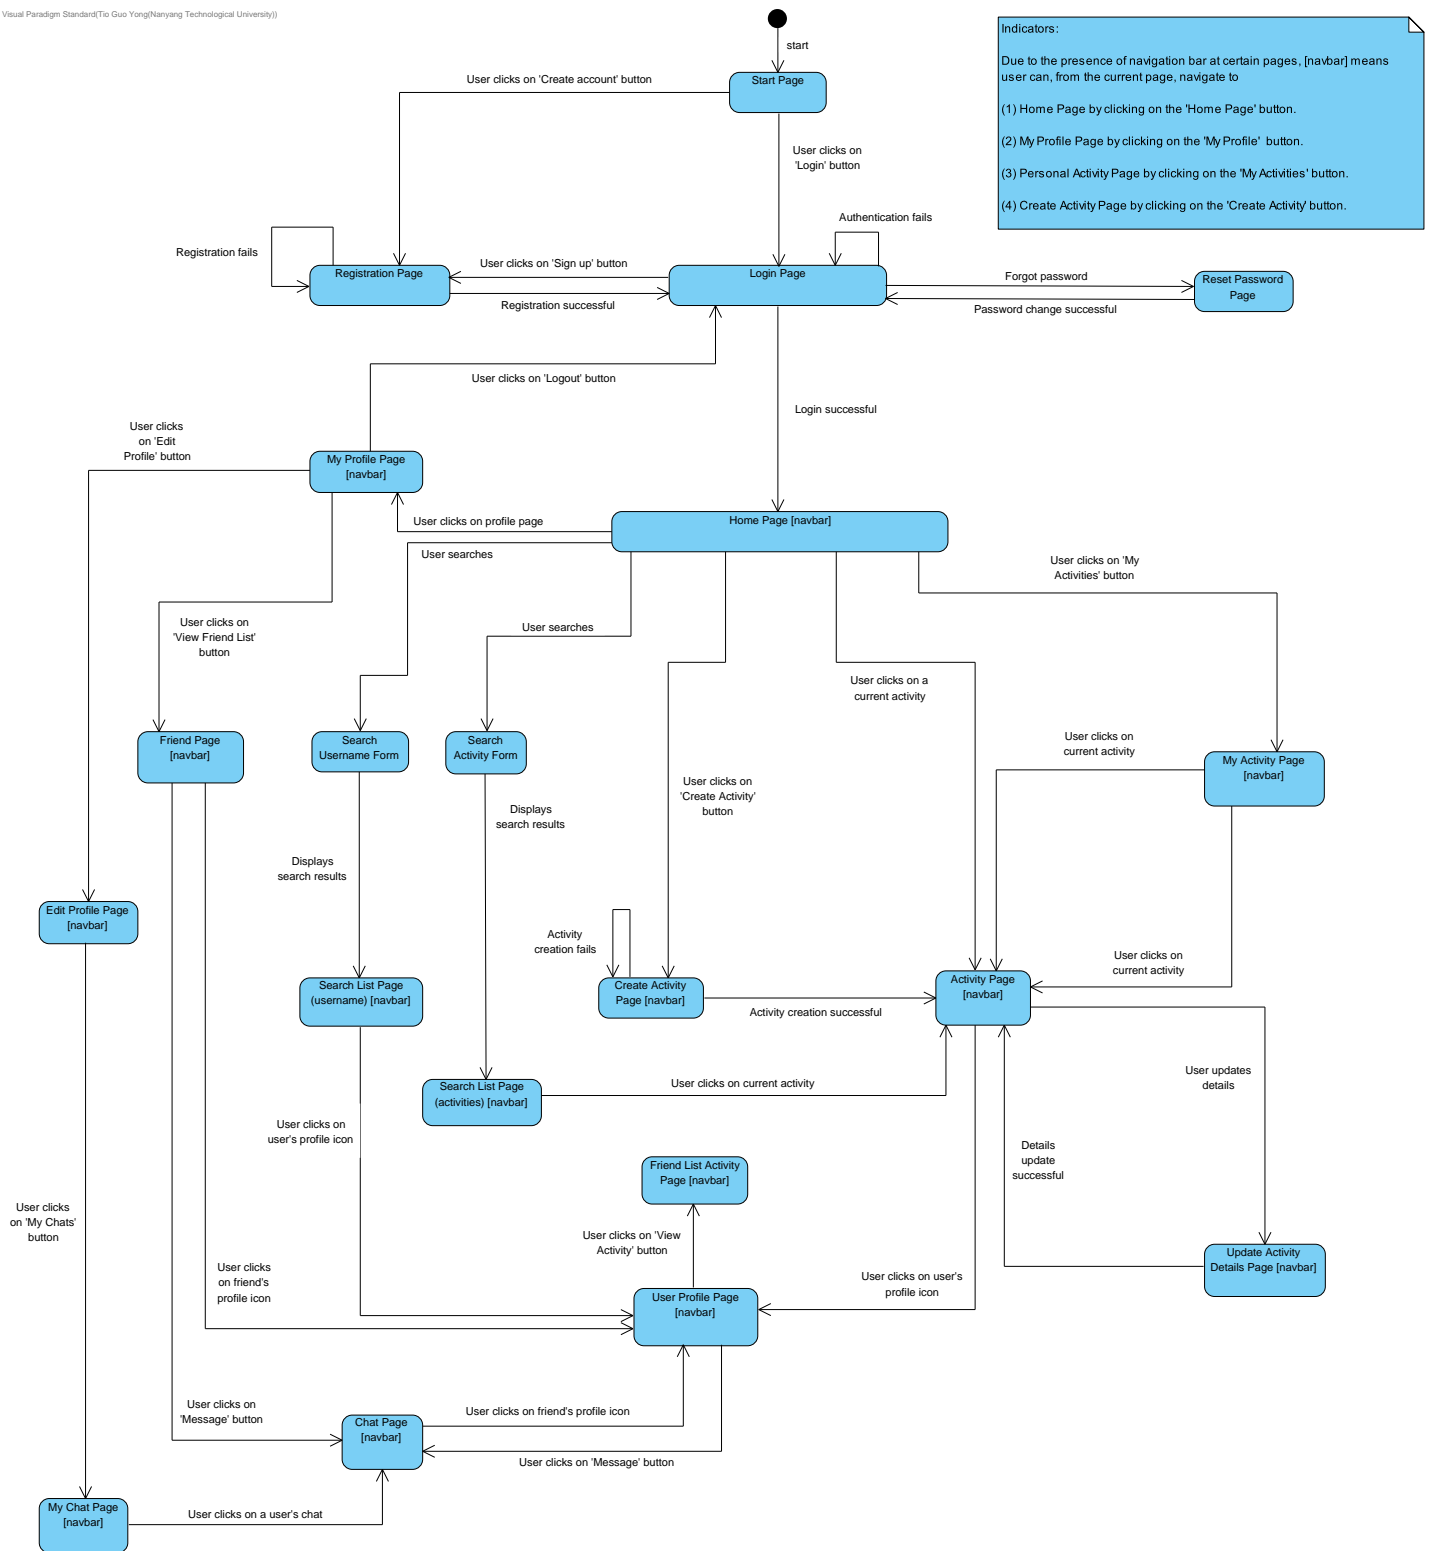 Visual Paradigm Standard(Tio Guo Yong(Nanyang Technological University))
start
Start Page
User clicks on 'Create account' button
User clicks on
'Login' button
Indicators:
Due to the presence of navigation bar at certain pages, [navbar] means
user can, from the current page, navigate to
(1) Home Page by clicking on the 'Home Page' button.
(2) My Profile Page by clicking on the 'My Profile' button.
(3) Personal Activity Page by clicking on the 'My Activities' button.
(4) Create Activity Page by clicking on the 'Create Activity' button.
Registration fails
Registration Page
User clicks on 'Sign up' button
Registration successful
Authentication fails
Login Page
Forgot password
Password change successful
Reset Password
Page
User clicks on 'Logout' button
Login successful
User clicks
on 'Edit
Profile' button
My Profile Page
[navbar]
User clicks on profile page
Home Page [navbar]
User searches
User clicks on 'My
Activities' button
User clicks on
'View Friend List'
button
User searches
User clicks on a
current activity
Friend Page
[navbar]
Search
Username Form
Search
Activity Form
User clicks on
'Create Activity'
button
User clicks on
current activity
My Activity Page
[navbar]
Displays
search results
Displays
search results
Edit Profile Page
[navbar]
Activity
creation fails
User clicks on
current activity
Search List Page
(username) [navbar]
Create Activity
Page [navbar]
Activity creation successful
Activity Page
[navbar]
Search List Page
(activities) [navbar]
User clicks on current activity
User updates
details
User clicks on
user's profile icon
Details
update
successful
Friend List Activity
Page [navbar]
User clicks
on 'My Chats'
button
User clicks on 'View
Activity' button
User clicks
on friend's
profile icon
User clicks on user's
profile icon
Update Activity
Details Page [navbar]
User Profile Page
[navbar]
User clicks on
'Message' button
Chat Page
[navbar]
User clicks on friend's profile icon
User clicks on 'Message' button
My Chat Page
[navbar]
User clicks on a user's chat